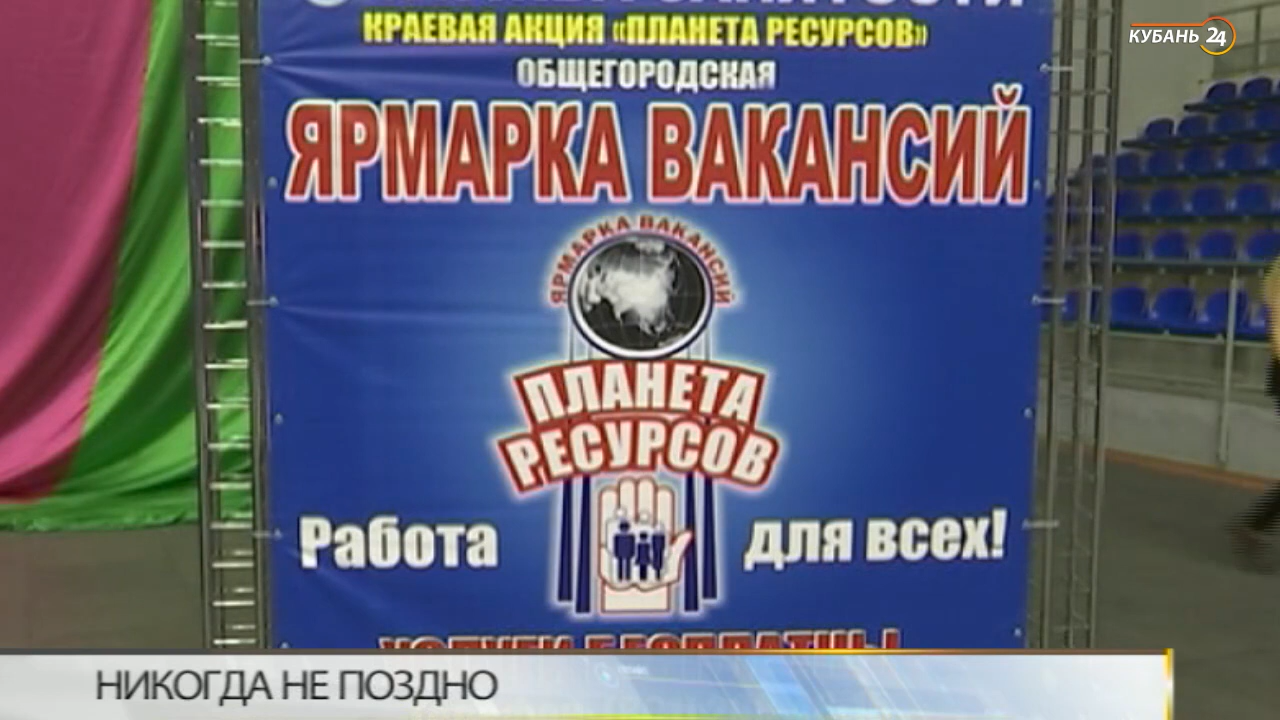 КРАЕВАЯ АКЦИЯ «ПЛАНЕТА РЕСУРСОВ»
КУБАНЬ 24
ОБЩЕГОРОДСКАЯ
ЯРМАРКА ВАКАНСИЙ
ЯРМАРКА ВАКАНСИЙ
ПЛАНЕТА
РЕСУРСОВ
Работа для всех!
НИКОГДА НЕ ПОЗДНО